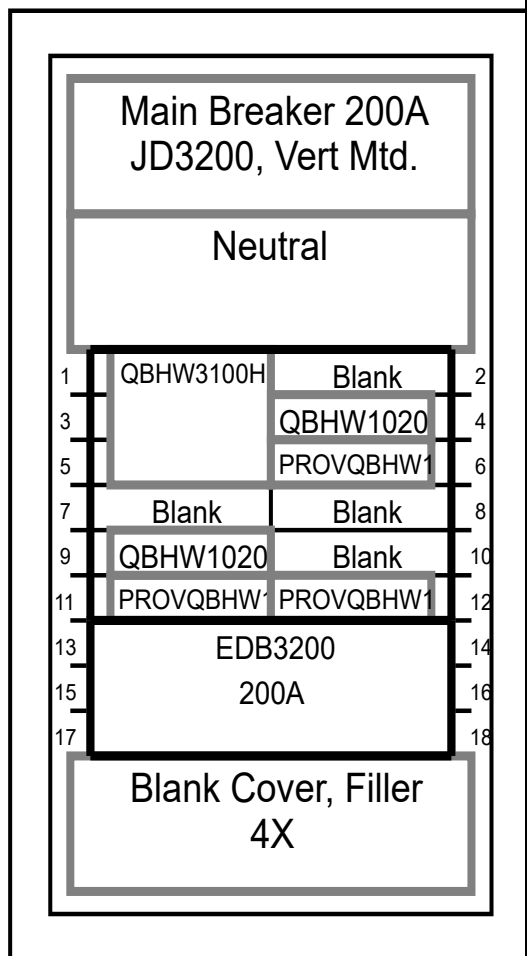 Main Breaker 200A
JD3200, Vert Mtd.
Neutral
1 QBHW3100H Blank 2
3 QBHW1020 4
5 PROVQBHW1 6
7 Blank Blank 8
9 QBHW1020 Blank 10
11 PROVQBHW1 PROVQBHW1 12
13 EDB3200 14
15 200A 16
17 18
Blank Cover, Filler
4X